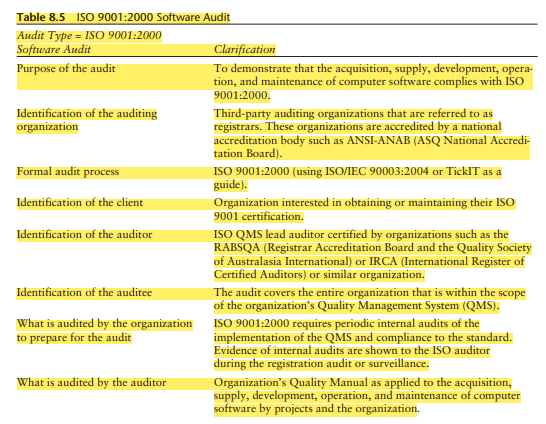 Table 8.5 ISO 9001:2000 Software Audit
Audit Type = ISO 9001:2000
Software Audit Clarification
Purpose of the audit To demonstrate that the acquisition, supply, development, opera-
tion, and maintenance of computer software complies with ISO
9001:2000.
Identification of the auditing Third-party auditing organizations that are referred to as
organization registrars. These organizations are accredited by a national
accreditation body such as ANSI-ANAB (ASQ National Accredi-
tation Board).
Formal audit process ISO 9001:2000 (using ISO/IEC 90003:2004 or TickIT as a
guide).
Identification of the client Organization interested in obtaining or maintaining their ISO
9001 certification.
Identification of the auditor ISO QMS lead auditor certified by organizations such as the
RABSQA (Registrar Accreditation Board and the Quality Society
of Australasia International) or IRCA (International Register of
Certified Auditors) or similar organization.
Identification of the auditee The audit covers the entire organization that is within the scope
of the organization's Quality Management System (QMS).
What is audited by the organization ISO 9001:2000 requires periodic internal audits of the
to prepare for the audit implementation of the QMS and compliance to the standard.
Evidence of internal audits are shown to the ISO auditor
during the registration audit or surveillance.
What is audited by the auditor Organization's Quality Manual as applied to the acquisition,
supply, development, operation, and maintenance of computer
software by projects and the organization.